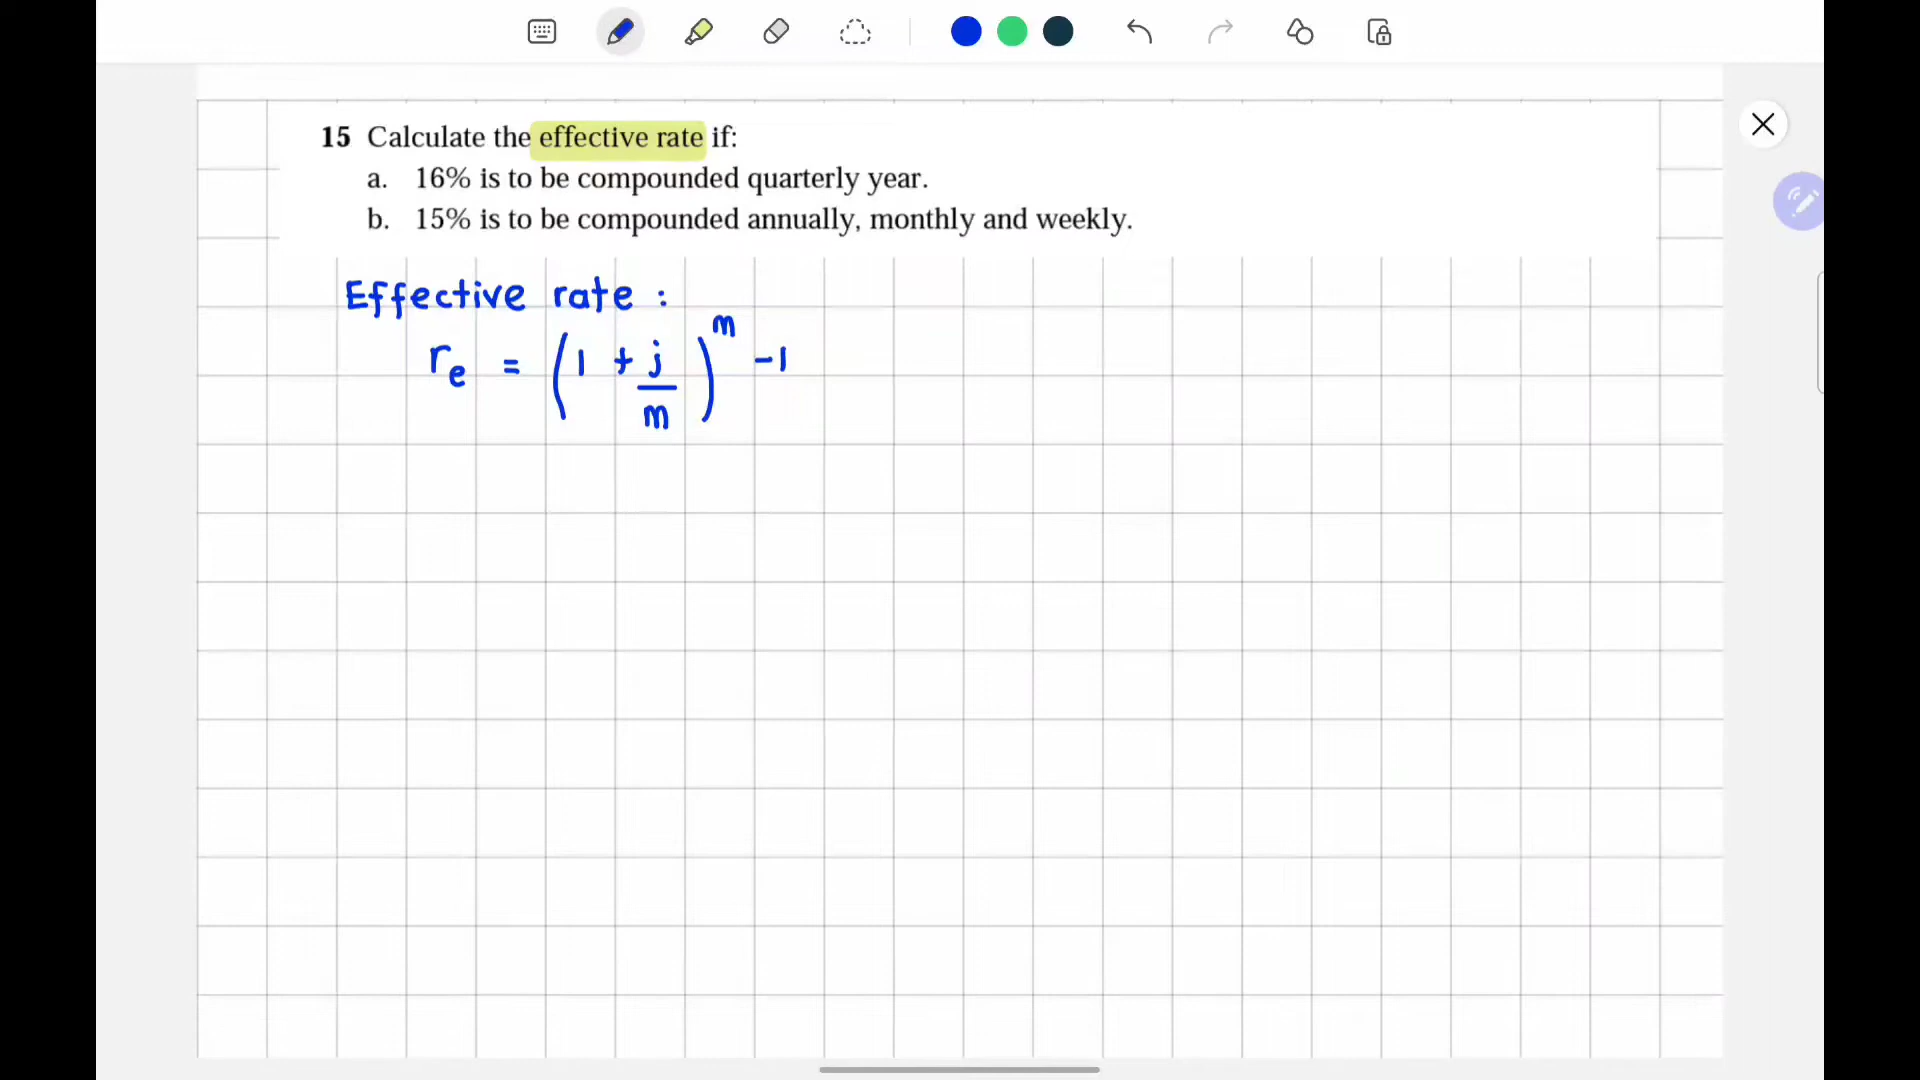 15 Calculate the effective rate if:
a. 16% is to be compounded quarterly year.
b. 15% is to be compounded annually, monthly and weekly.
Effective rate :
r_e = (1 + j/m)^m - 1